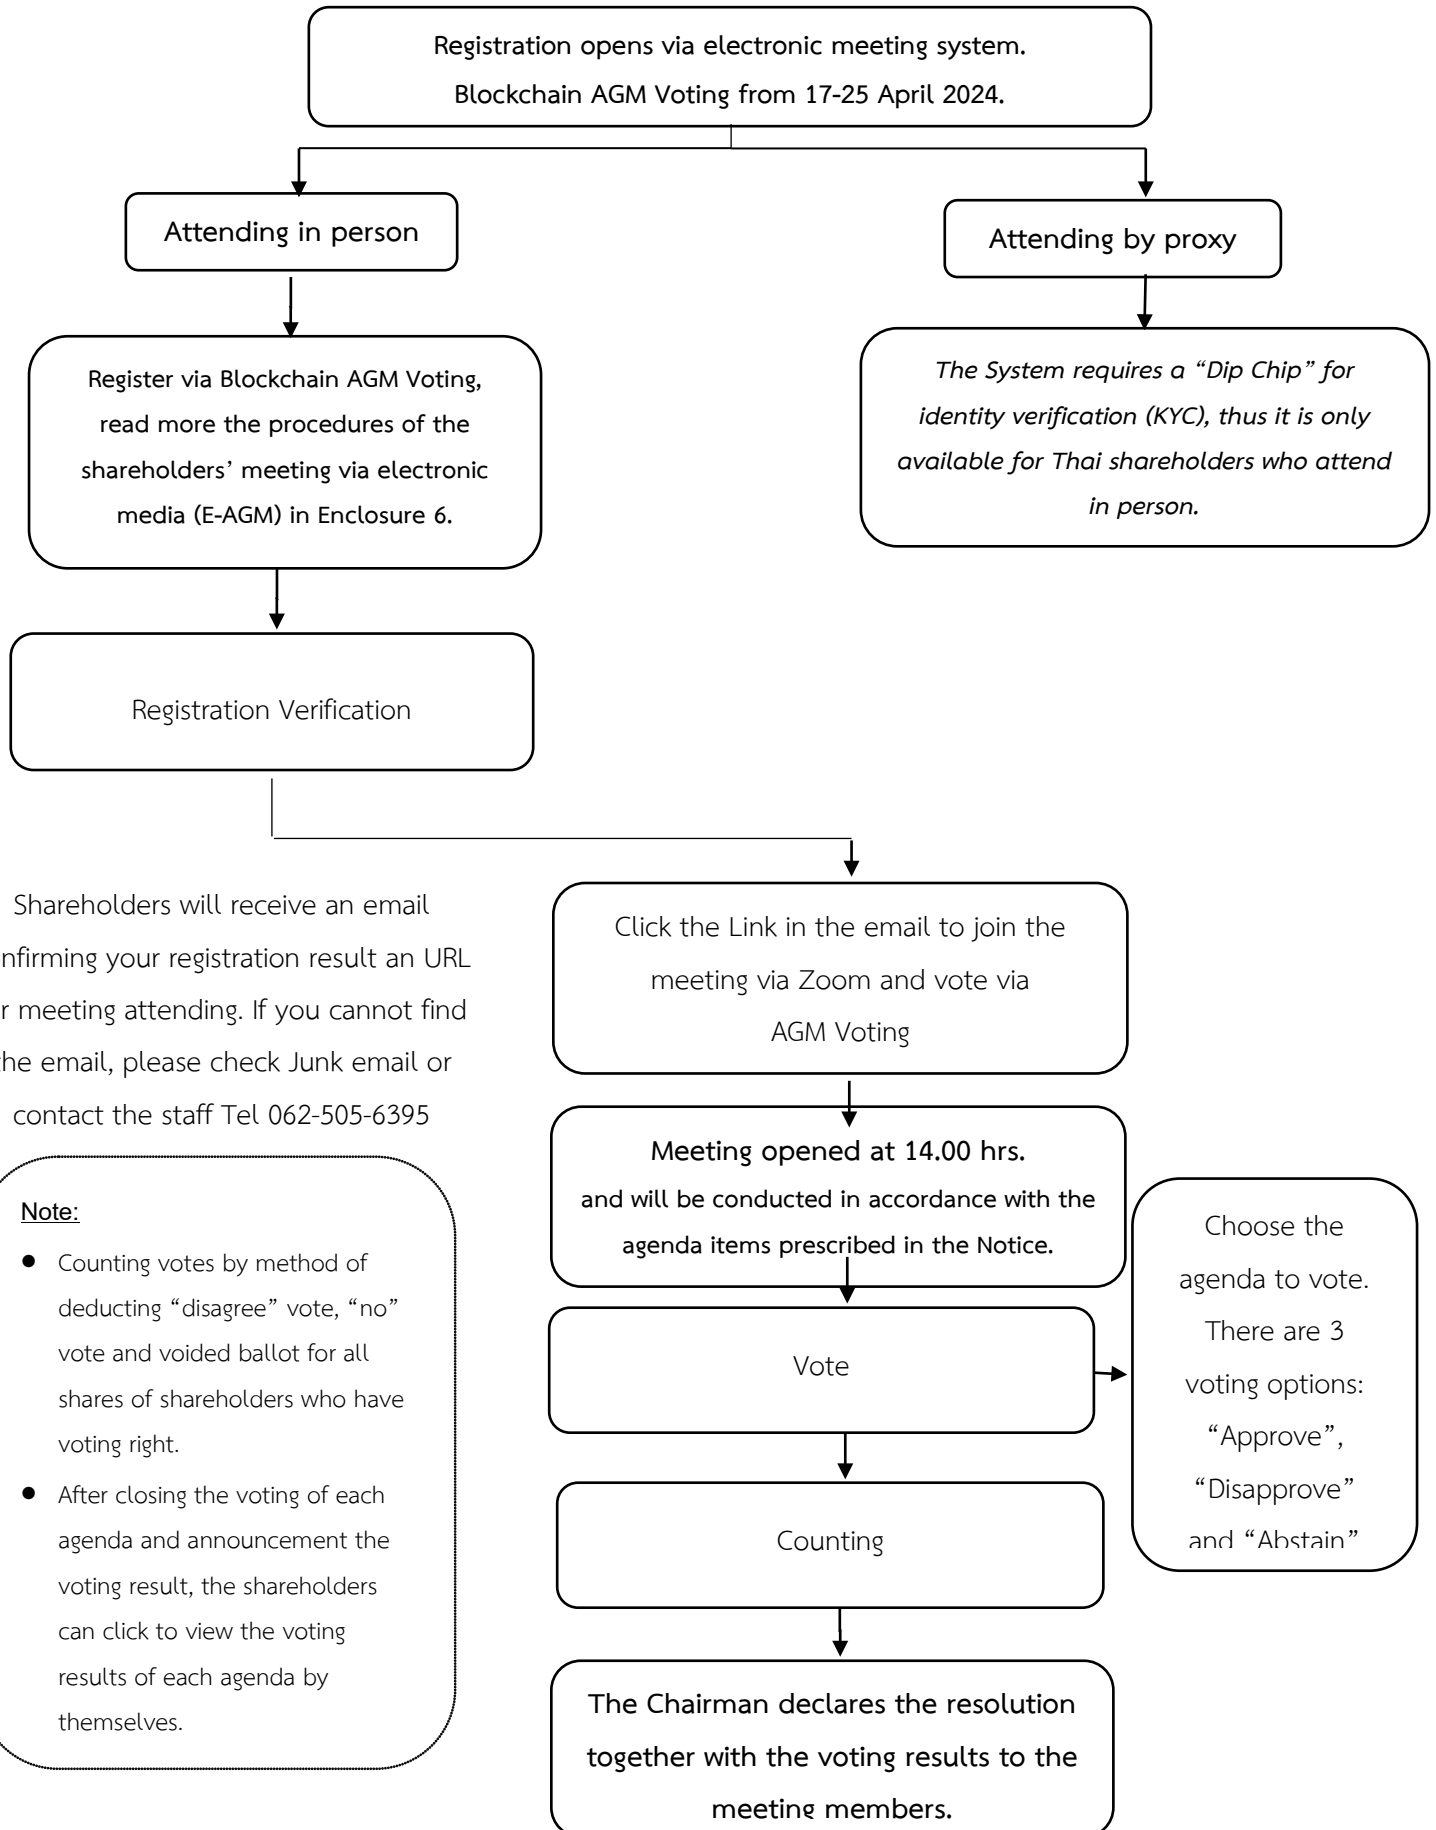 Registration opens via electronic meeting system.
Blockchain AGM Voting from 17-25 April 2024.
Attending in person
Attending by proxy
Register via Blockchain AGM Voting,
read more the procedures of the
shareholders’ meeting via electronic
media (E-AGM) in Enclosure 6.
The System requires a “Dip Chip” for
identity verification (KYC), thus it is only
available for Thai shareholders who attend
in person.
Registration Verification
Shareholders will receive an email
nfirming your registration result an URL
r meeting attending. If you cannot find
he email, please check Junk email or
contact the staff Tel 062-505-6395
Click the Link in the email to join the
meeting via Zoom and vote via
AGM Voting
Meeting opened at 14.00 hrs.
and will be conducted in accordance with the
agenda items prescribed in the Notice.
Note:
● Counting votes by method of
deducting “disagree” vote, “no”
vote and voided ballot for all
shares of shareholders who have
voting right.
● After closing the voting of each
agenda and announcement the
voting result, the shareholders
can click to view the voting
results of each agenda by
themselves.
Vote
Choose the
agenda to vote.
There are 3
voting options:
“Approve”,
“Disapprove”
and “Abstain”
Counting
The Chairman declares the resolution
together with the voting results to the
meeting members.